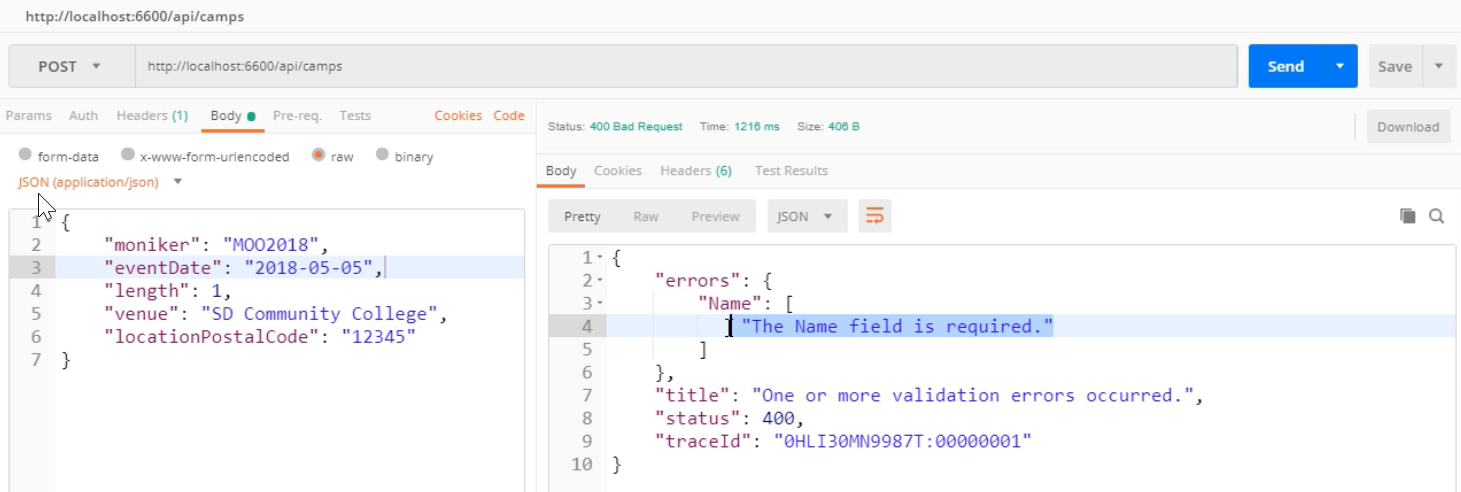 http://localhost:6600/api/camps
POST http://localhost:6600/api/camps Send Save
Params Auth Headers (1) Body Pre-req. Tests Cookies Code
form-data x-www-form-urlencoded raw binary
JSON (application/json)
1 {
2 "moniker": "MOO2018",
3 "eventDate": "2018-05-05",
4 "length": 1,
5 "venue": "SD Community College",
6 "locationPostalCode": "12345"
7 }
Status: 400 Bad Request Time: 1216 ms Size: 406 B Download
Body Cookies Headers (6) Test Results
Pretty Raw Preview JSON
1 {
2 "errors": {
3 "Name": [
4 "The Name field is required."
5 ]
6 },
7 "title": "One or more validation errors occurred.",
8 "status": 400,
9 "traceId": "0HLI30MN9987T:00000001"
10 }